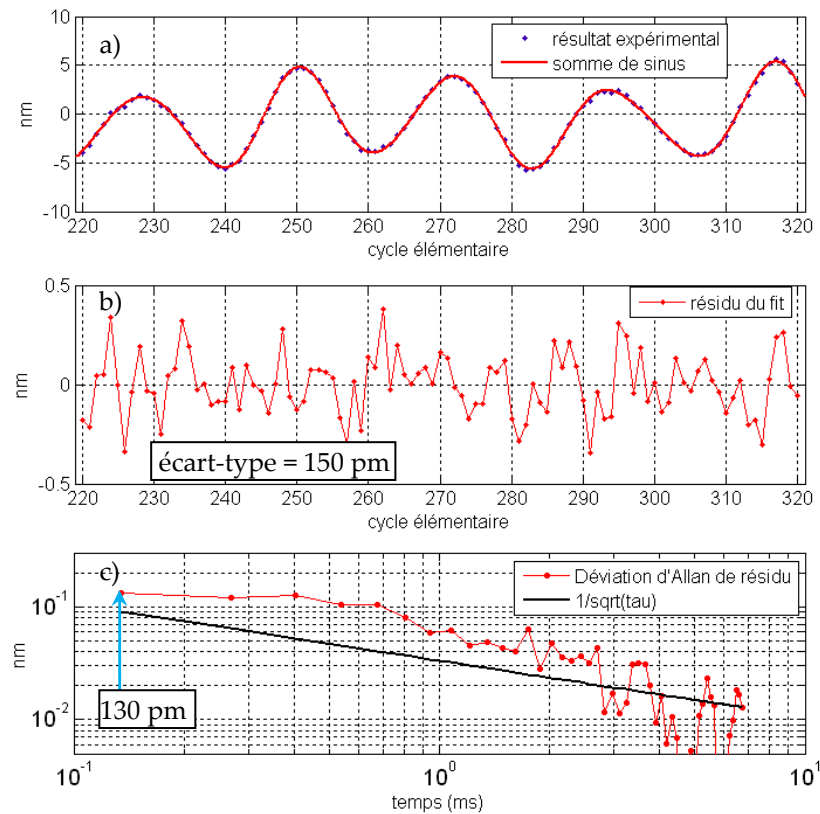 a)
10
5
0
-5
-10
nm
résultat expérimental
somme de sinus
220 230 240 250 260 270 280 290 300 310 320
cycle élémentaire
b)
0.5
0
-0.5
nm
résidu du fit
écart-type = 150 pm
220 230 240 250 260 270 280 290 300 310 320
cycle élémentaire
c)
10^-1
10^-2
nm
Déviation d'Allan de résidu
1/sqrt(tau)
130 pm
10^-1 10^0 10^1
temps (ms)